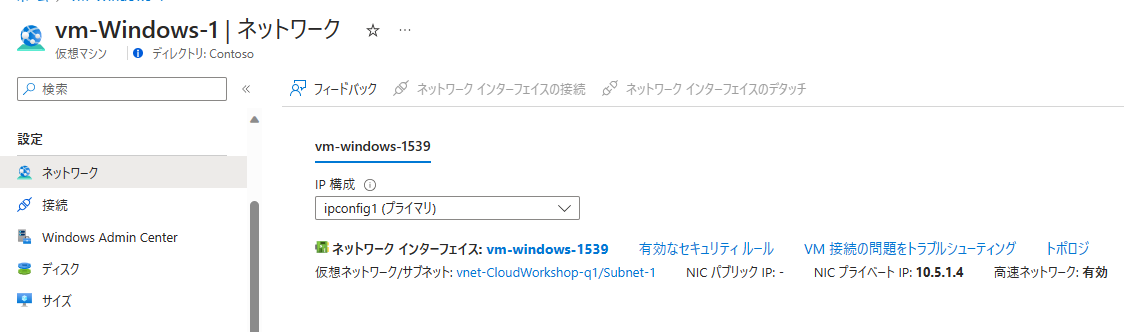 vm-Windows-1 | ネットワーク ☆ …
仮想マシン ディレクトリ: Contoso
検索 «
フィードバック ネットワーク インターフェイスの接続 ネットワーク インターフェイスのデタッチ
設定
ネットワーク
接続
Windows Admin Center
ディスク
サイズ
vm-windows-1539
IP 構成
ipconfig1 (プライマリ)
ネットワーク インターフェイス: vm-windows-1539 有効なセキュリティ ルール VM 接続の問題をトラブルシューティング トポロジ
仮想ネットワーク/サブネット: vnet-CloudWorkshop-q1/Subnet-1 NIC パブリック IP: - NIC プライベート IP: 10.5.1.4 高速ネットワーク: 有効